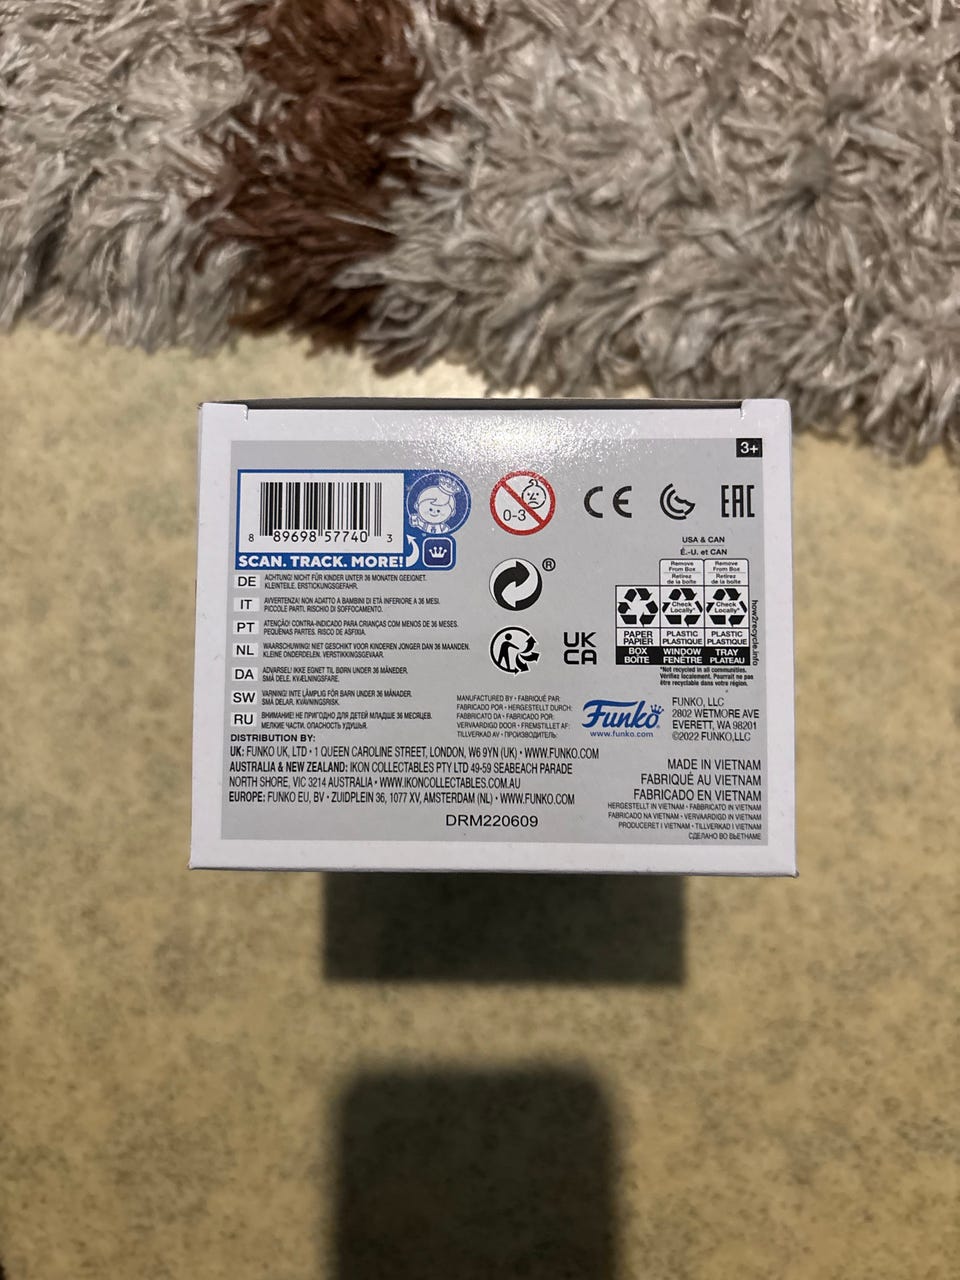 3+
8 89698 57740 3
SCAN. TRACK. MORE!
0-3
CE
EAC
USA & CAN
É.-U. et CAN
Remove From Box
Retirez de la boîte
Remove From Box
Retirez de la boîte
Check Locally*
Check Locally*
PAPER
PAPIER
BOX
BOÎTE
PLASTIC
PLASTIQUE
WINDOW
FENÊTRE
PLASTIC
PLASTIQUE
TRAY
PLATEAU
how2recycle.info
*Not recycled in all communities.
Vérifiez localement. Pourrait ne pas
être recyclable dans votre région.
®
UK
CA
DE ACHTUNG! NICHT FÜR KINDER UNTER 36 MONATEN GEEIGNET.
KLEINTEILE. ERSTICKUNGSGEFAHR.
IT AVVERTENZA! NON ADATTO A BAMBINI DI ETÀ INFERIORE A 36 MESI.
PICCOLE PARTI. RISCHIO DI SOFFOCAMENTO.
PT ATENÇÃO! CONTRA-INDICADO PARA CRIANÇAS COM MENOS DE 36 MESES.
PEQUENAS PARTES. RISCO DE ASFIXIA.
NL WAARSCHUWING! NIET GESCHIKT VOOR KINDEREN JONGER DAN 36 MAANDEN.
KLEINE ONDERDELEN. VERSTIKKINGSGEVAAR.
DA ADVARSEL! IKKE EGNET TIL BØRN UNDER 36 MÅNEDER.
SMÅ DELE. KVÆLNINGSFARE.
SW VARNING! INTE LÄMPLIG FÖR BARN UNDER 36 MÅNADER.
SMÅ DELAR. KVÄVNINGSRISK.
RU ВНИМАНИЕ! НЕ ПРИГОДНО ДЛЯ ДЕТЕЙ МЛАДШЕ 36 МЕСЯЦЕВ.
МЕЛКИЕ ЧАСТИ. ОПАСНОСТЬ УДУШЬЯ.
MANUFACTURED BY • FABRIQUÉ PAR:
FABRICADO POR • HERGESTELLT DURCH:
FABRICATO DA • FABRICADO POR:
VERVAARDIGD DOOR • FREMSTILLET AF:
TILLVERKAD AV • ПРОИЗВОДИТЕЛЬ:
Funko
www.funko.com
FUNKO, LLC
2802 WETMORE AVE
EVERETT, WA 98201
©2022 FUNKO,LLC
DISTRIBUTION BY:
UK: FUNKO UK, LTD • 1 QUEEN CAROLINE STREET, LONDON, W6 9YN (UK) • WWW.FUNKO.COM
AUSTRALIA & NEW ZEALAND: IKON COLLECTABLES PTY LTD 49-59 SEABEACH PARADE
NORTH SHORE, VIC 3214 AUSTRALIA • WWW.IKONCOLLECTABLES.COM.AU
EUROPE: FUNKO EU, BV • ZUIDPLEIN 36, 1077 XV, AMSTERDAM (NL) • WWW.FUNKO.COM
DRM220609
MADE IN VIETNAM
FABRIQUÉ AU VIETNAM
FABRICADO EN VIETNAM
HERGESTELLT IN VIETNAM • FABBRICATO IN VIETNAM
FABRICADO NA VIETNAM • VERVAARDIGD IN VIETNAM
PRODUCERET I VIETNAM • TILLVERKAD I VIETNAM
СДЕЛАНО ВО ВЬЕТНАМЕ